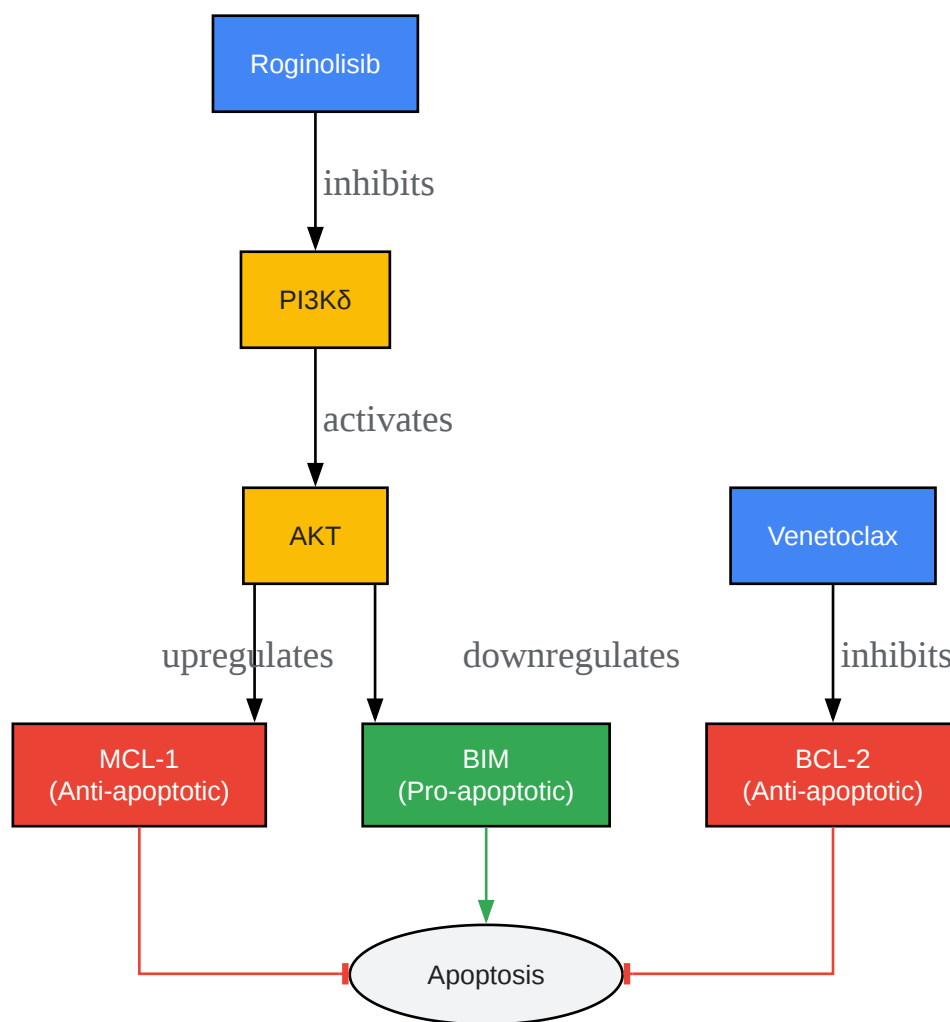 Roginolisib
inhibits
PI3Kδ
activates
AKT
Venetoclax
upregulates
downregulates
inhibits
MCL-1
(Anti-apoptotic)
BIM
(Pro-apoptotic)
BCL-2
(Anti-apoptotic)
Apoptosis